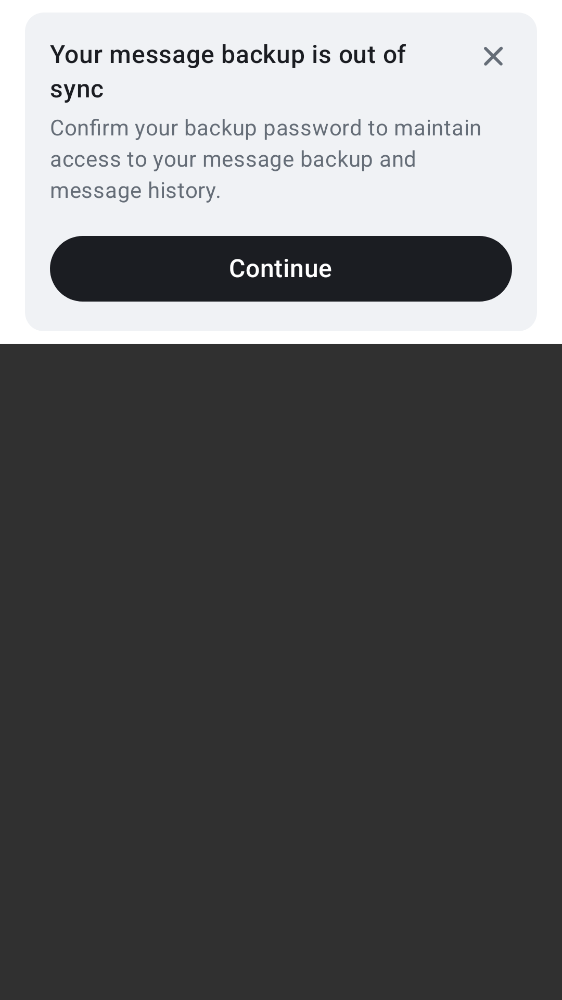 Your message backup is out of
sync
Confirm your backup password to maintain
access to your message backup and
message history.
Continue